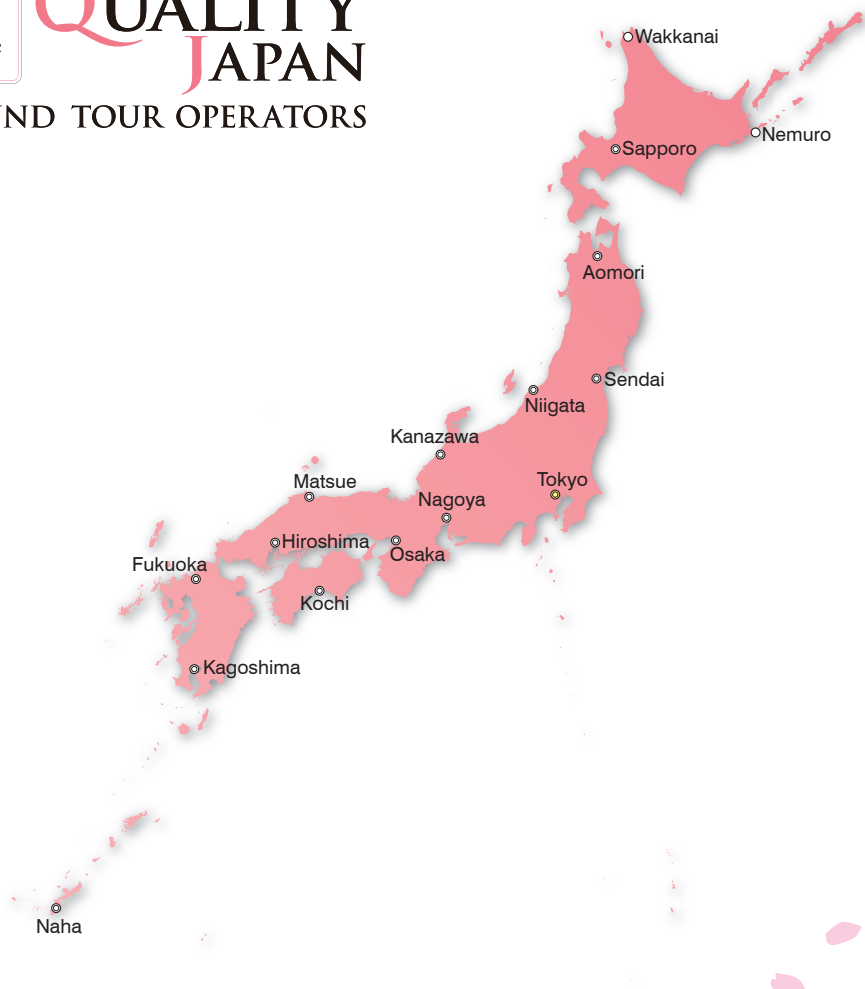 QUALITY
JAPAN
TOUR OPERATORS
Wakkanai
Nemuro
Sapporo
Aomori
Sendai
Niigata
Kanazawa
Tokyo
Matsue
Nagoya
Hiroshima
Osaka
Fukuoka
Kochi
Kagoshima
Naha